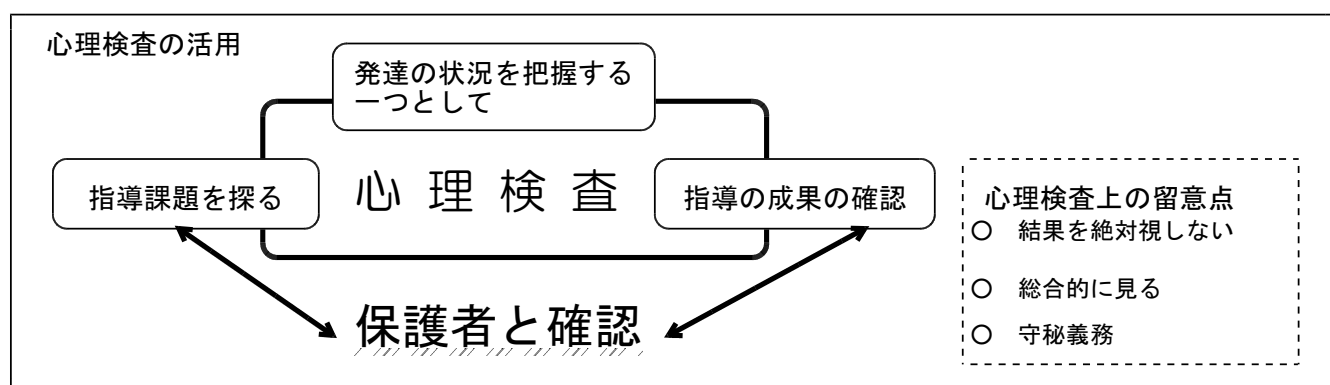 心理検査の活用
発達の状況を把握する
一つとして
指導課題を探る
心理検査
指導の成果の確認
保護者と確認
心理検査上の留意点
○ 結果を絶対視しない
○ 総合的に見る
○ 守秘義務